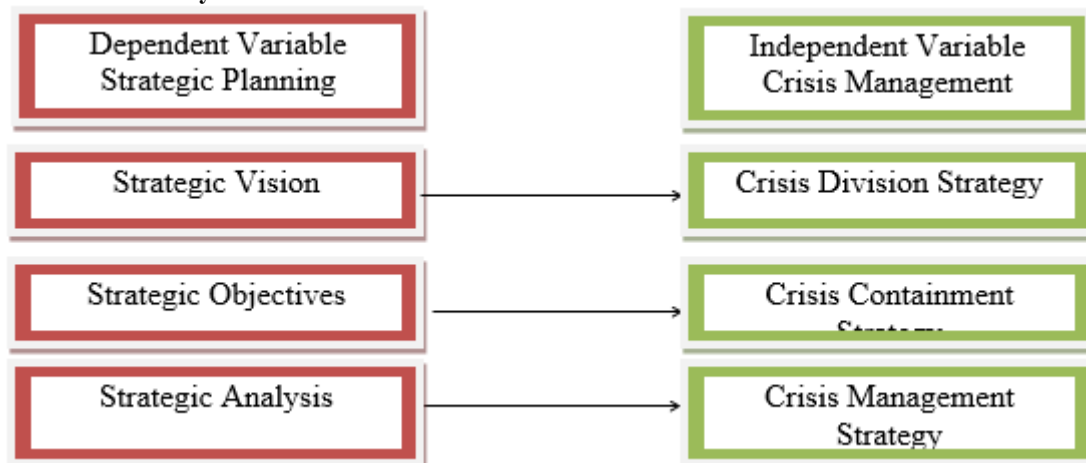 Dependent Variable
Strategic Planning
Independent Variable
Crisis Management
Strategic Vision
Crisis Division Strategy
Strategic Objectives
Crisis Containment
Strategic Analysis
Crisis Management
Strategy